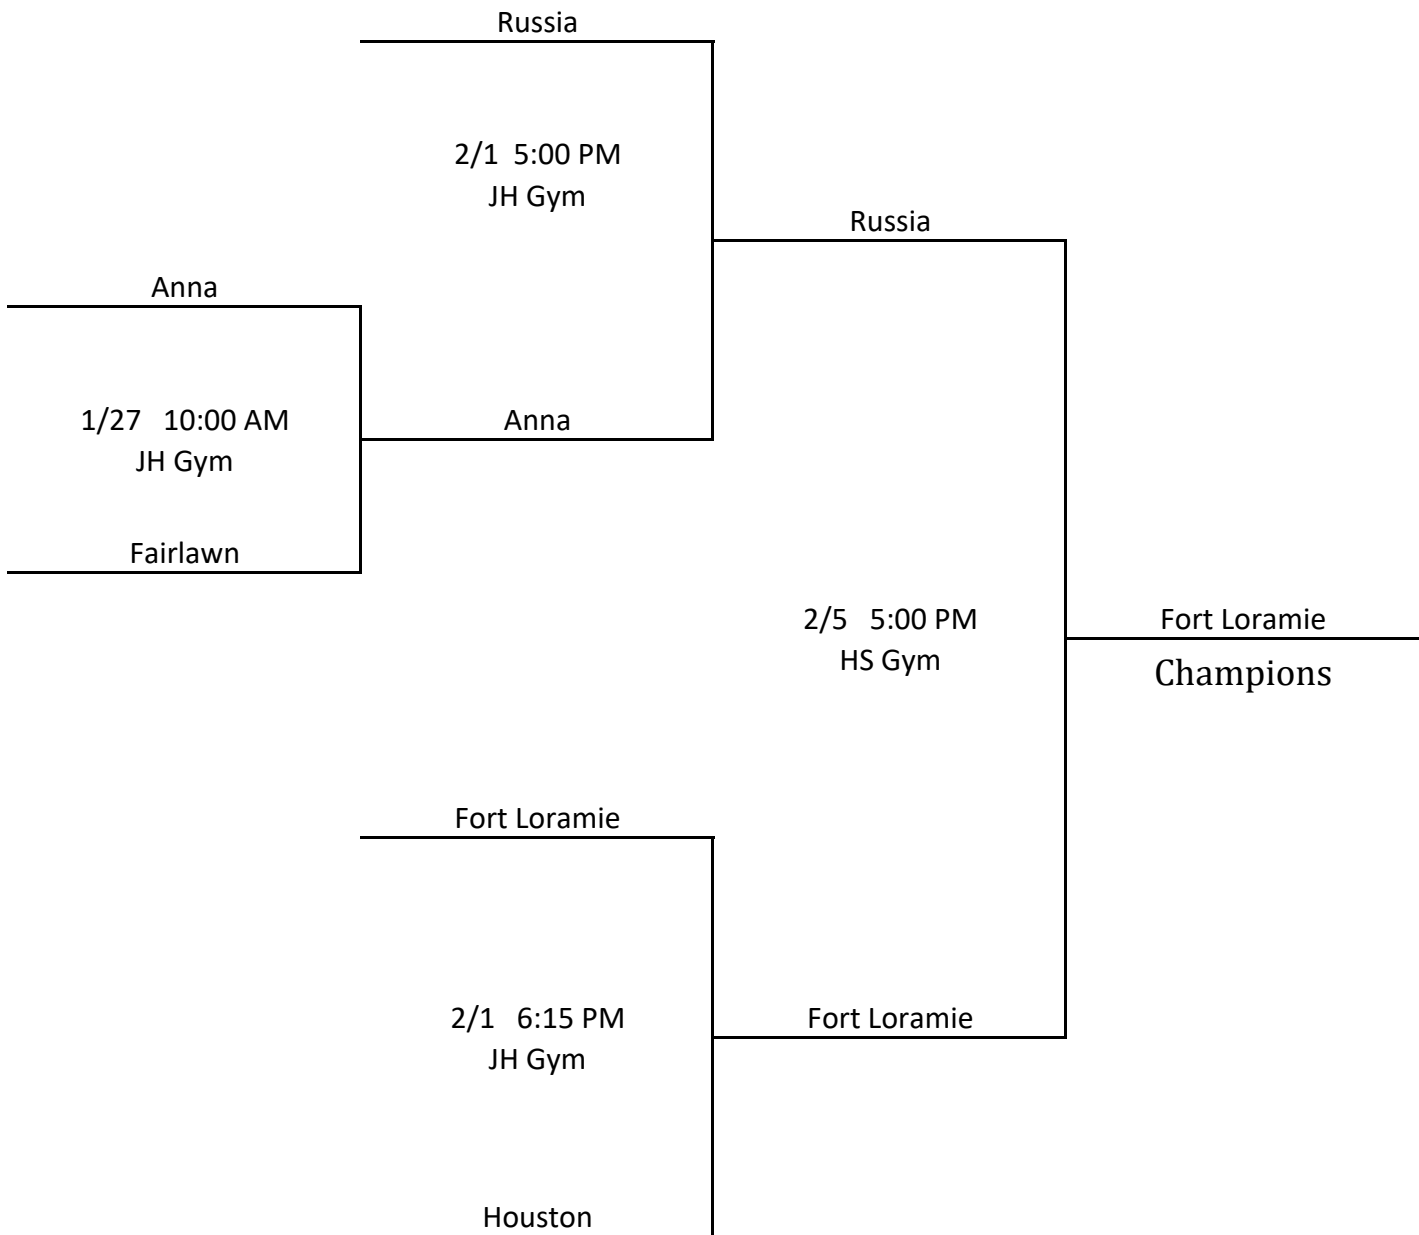 Russia
2/1  5:00 PM
JH Gym
Russia
Anna
1/27   10:00 AM
JH Gym
Anna
Fairlawn
2/5   5:00 PM
HS Gym
Fort Loramie
Champions
Fort Loramie
2/1   6:15 PM
JH Gym
Fort Loramie
Houston